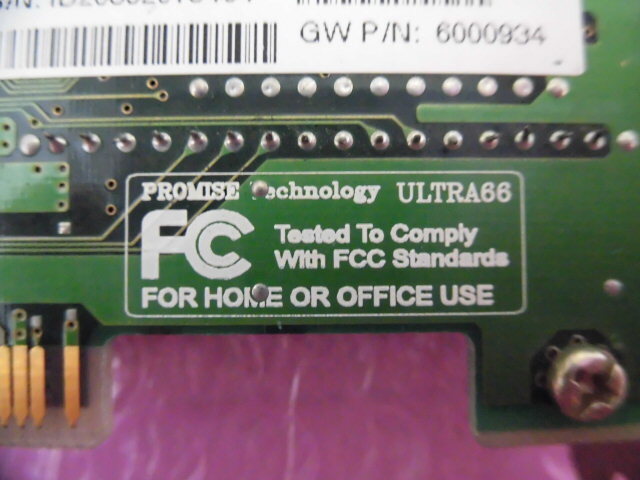 GW P/N: 6000934
PROMISE Technology ULTRA66
FC Tested To Comply
With FCC Standards
FOR HOME OR OFFICE USE